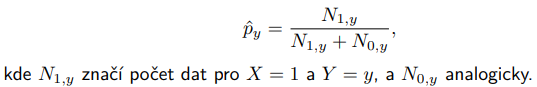 p̂_y = N_{1,y} / (N_{1,y} + N_{0,y}),
kde N_{1,y} značí počet dat pro X = 1 a Y = y, a N_{0,y} analogicky.